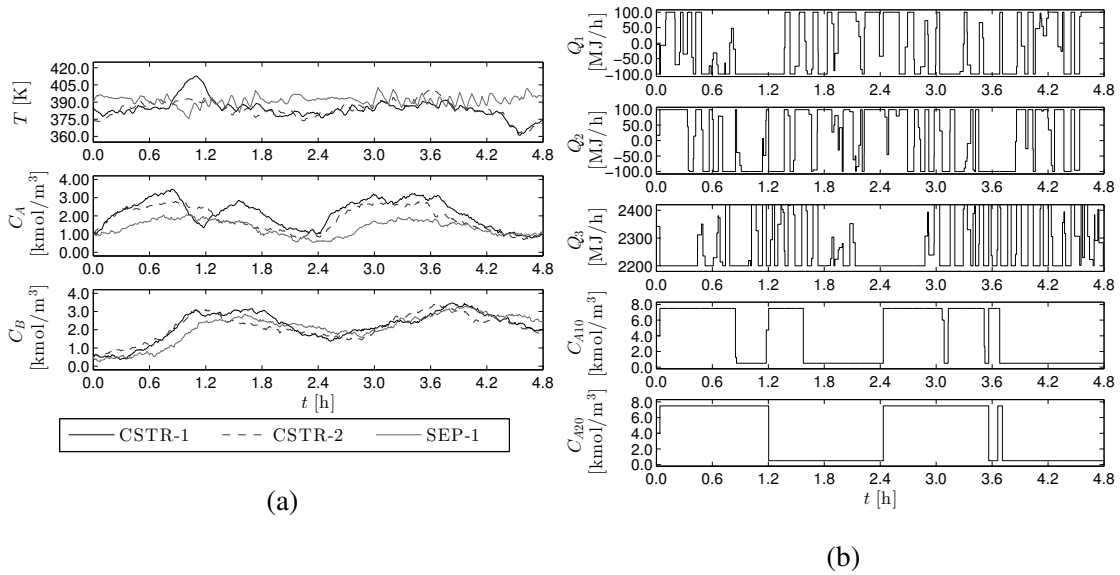 420.0
405.0
390.0
375.0
360.0
T [K]
0.0 0.6 1.2 1.8 2.4 3.0 3.6 4.2 4.8
4.00
3.00
2.00
1.00
0.00
C_A
[kmol/m³]
0.0 0.6 1.2 1.8 2.4 3.0 3.6 4.2 4.8
4.0
3.0
2.0
1.0
0.0
C_B
[kmol/m³]
0.0 0.6 1.2 1.8 2.4 3.0 3.6 4.2 4.8
t [h]
CSTR-1 CSTR-2 SEP-1
(a)
100.0
50.0
0.0
−50.0
−100.0
Q_1
[MJ/h]
0.0 0.6 1.2 1.8 2.4 3.0 3.6 4.2 4.8
100.0
50.0
0.0
−50.0
−100.0
Q_2
[MJ/h]
0.0 0.6 1.2 1.8 2.4 3.0 3.6 4.2 4.8
2400
2300
2200
Q_3
[MJ/h]
0.0 0.6 1.2 1.8 2.4 3.0 3.6 4.2 4.8
8.0
6.0
4.0
2.0
0.0
C_A10
[kmol/m³]
0.0 0.6 1.2 1.8 2.4 3.0 3.6 4.2 4.8
8.0
6.0
4.0
2.0
0.0
C_A20
[kmol/m³]
0.0 0.6 1.2 1.8 2.4 3.0 3.6 4.2 4.8
t [h]
(b)